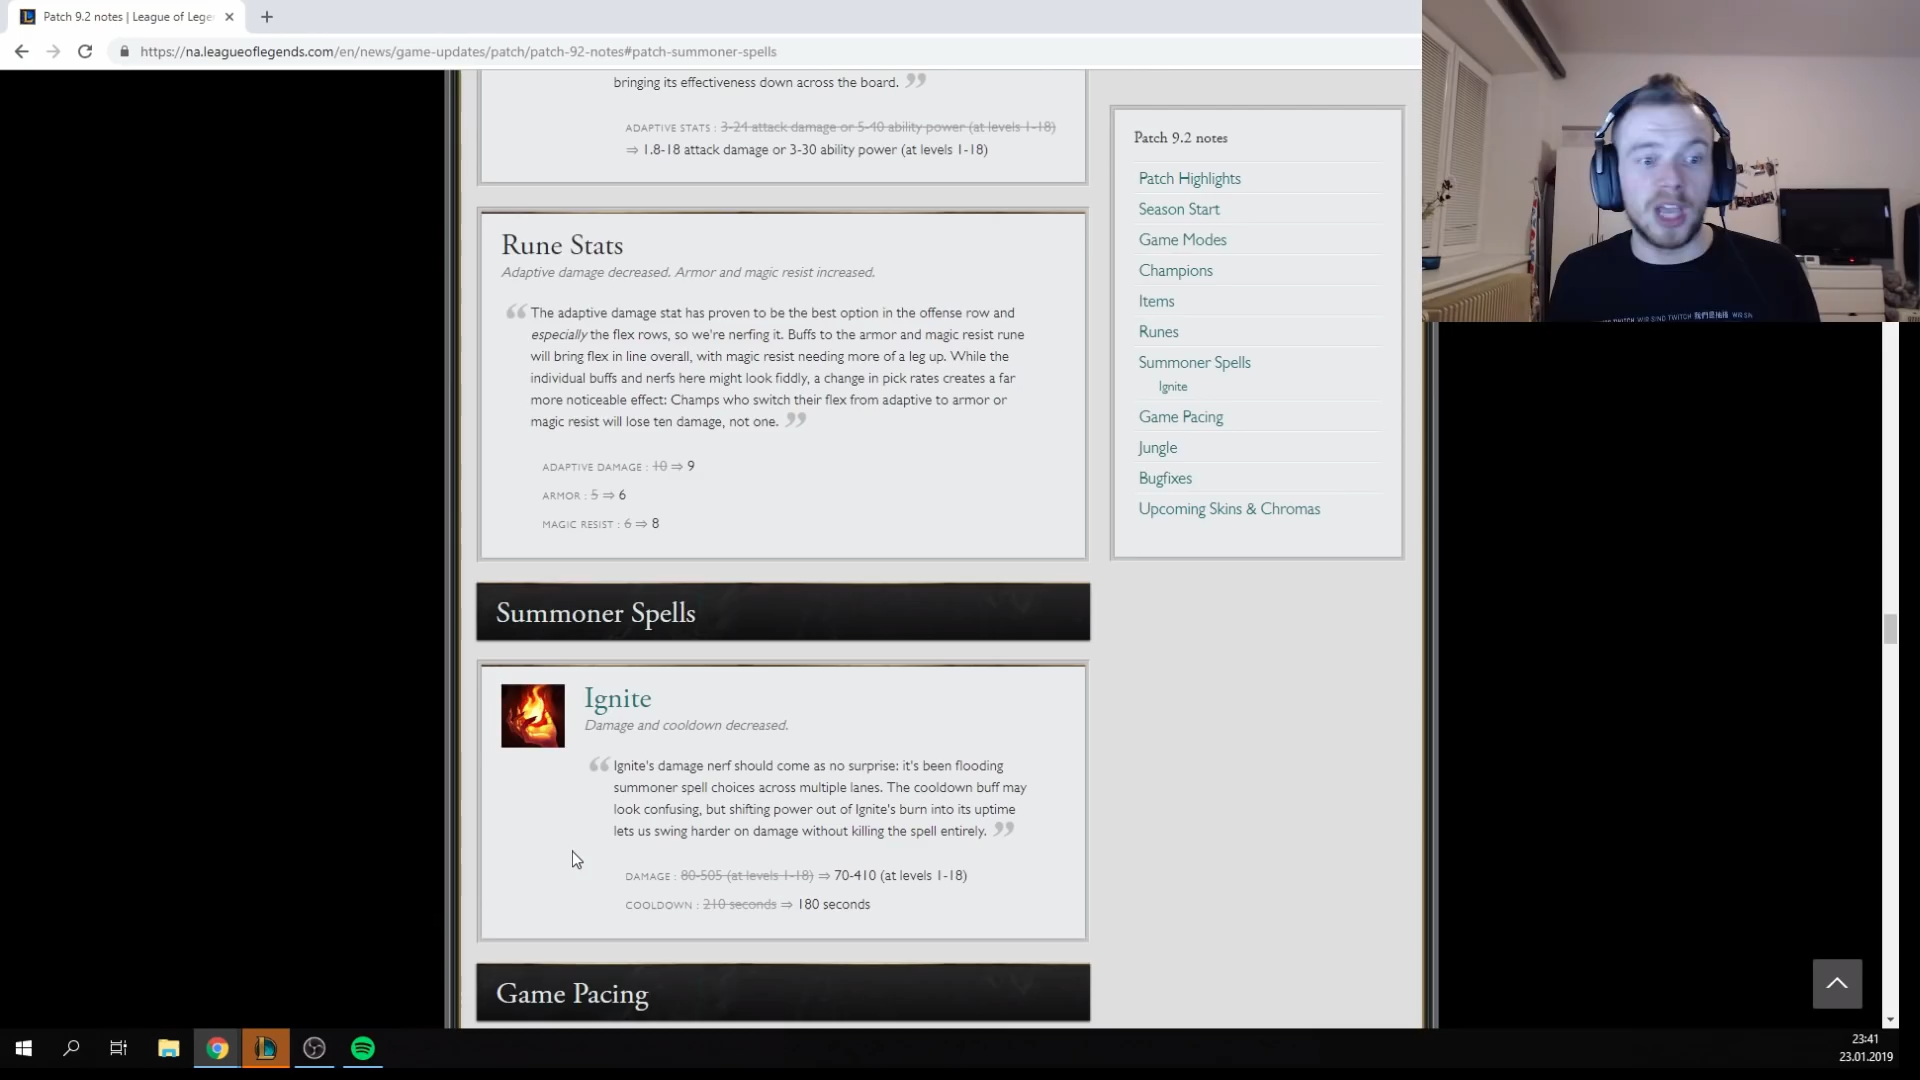 Patch 9.2 notes | League of Lege
https://na.leagueoflegends.com/en/news/game-updates/patch/patch-92-notes#patch-summoner-spells
bringing its effectiveness down across the board. ”
ADAPTIVE STATS : 3-24 attack damage or 5-40 ability power (at levels 1-18)
⇒ 1.8-18 attack damage or 3-30 ability power (at levels 1-18)
Rune Stats
Adaptive damage decreased. Armor and magic resist increased.
“ The adaptive damage stat has proven to be the best option in the offense row and
especially the flex rows, so we're nerfing it. Buffs to the armor and magic resist rune
will bring flex in line overall, with magic resist needing more of a leg up. While the
individual buffs and nerfs here might look fiddly, a change in pick rates creates a far
more noticeable effect: Champs who switch their flex from adaptive to armor or
magic resist will lose ten damage, not one. ”
ADAPTIVE DAMAGE : 10 ⇒ 9
ARMOR : 5 ⇒ 6
MAGIC RESIST : 6 ⇒ 8
Summoner Spells
Ignite
Damage and cooldown decreased.
“ Ignite's damage nerf should come as no surprise: it's been flooding
summoner spell choices across multiple lanes. The cooldown buff may
look confusing, but shifting power out of Ignite's burn into its uptime
lets us swing harder on damage without killing the spell entirely. ”
DAMAGE : 80-505 (at levels 1-18) ⇒ 70-410 (at levels 1-18)
COOLDOWN : 210 seconds ⇒ 180 seconds
Game Pacing
Patch 9.2 notes
Patch Highlights
Season Start
Game Modes
Champions
Items
Runes
Summoner Spells
Ignite
Game Pacing
Jungle
Bugfixes
Upcoming Skins & Chromas
WIR SIND TWITCH
23:41
23.01.2019